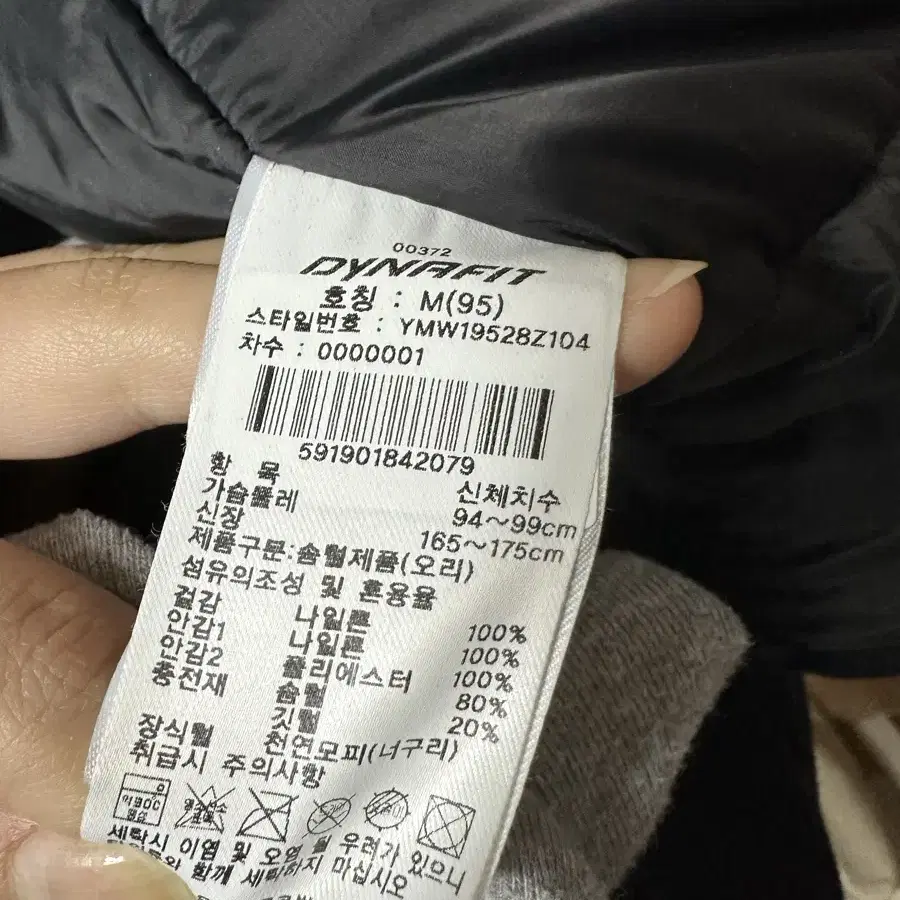 00372
DYNAFIT
호칭 : M(95)
스타일번호 : YMW19528Z104
차수 : 0000001
591901842079
항 목 신체치수
가슴둘레 94~99cm
신장 165~175cm
제품구분:솜털제품(오리)
섬유의조성 및 혼용율
겉감 나일론 100%
안감1 나일론 100%
안감2 폴리에스터 100%
충전재 솜털 80%
깃털 20%
장식털 천연모피(너구리)
취급시 주의사항
세탁시 이염 및 오염 될 우려가 있으니
함께 세탁하지 마십시오